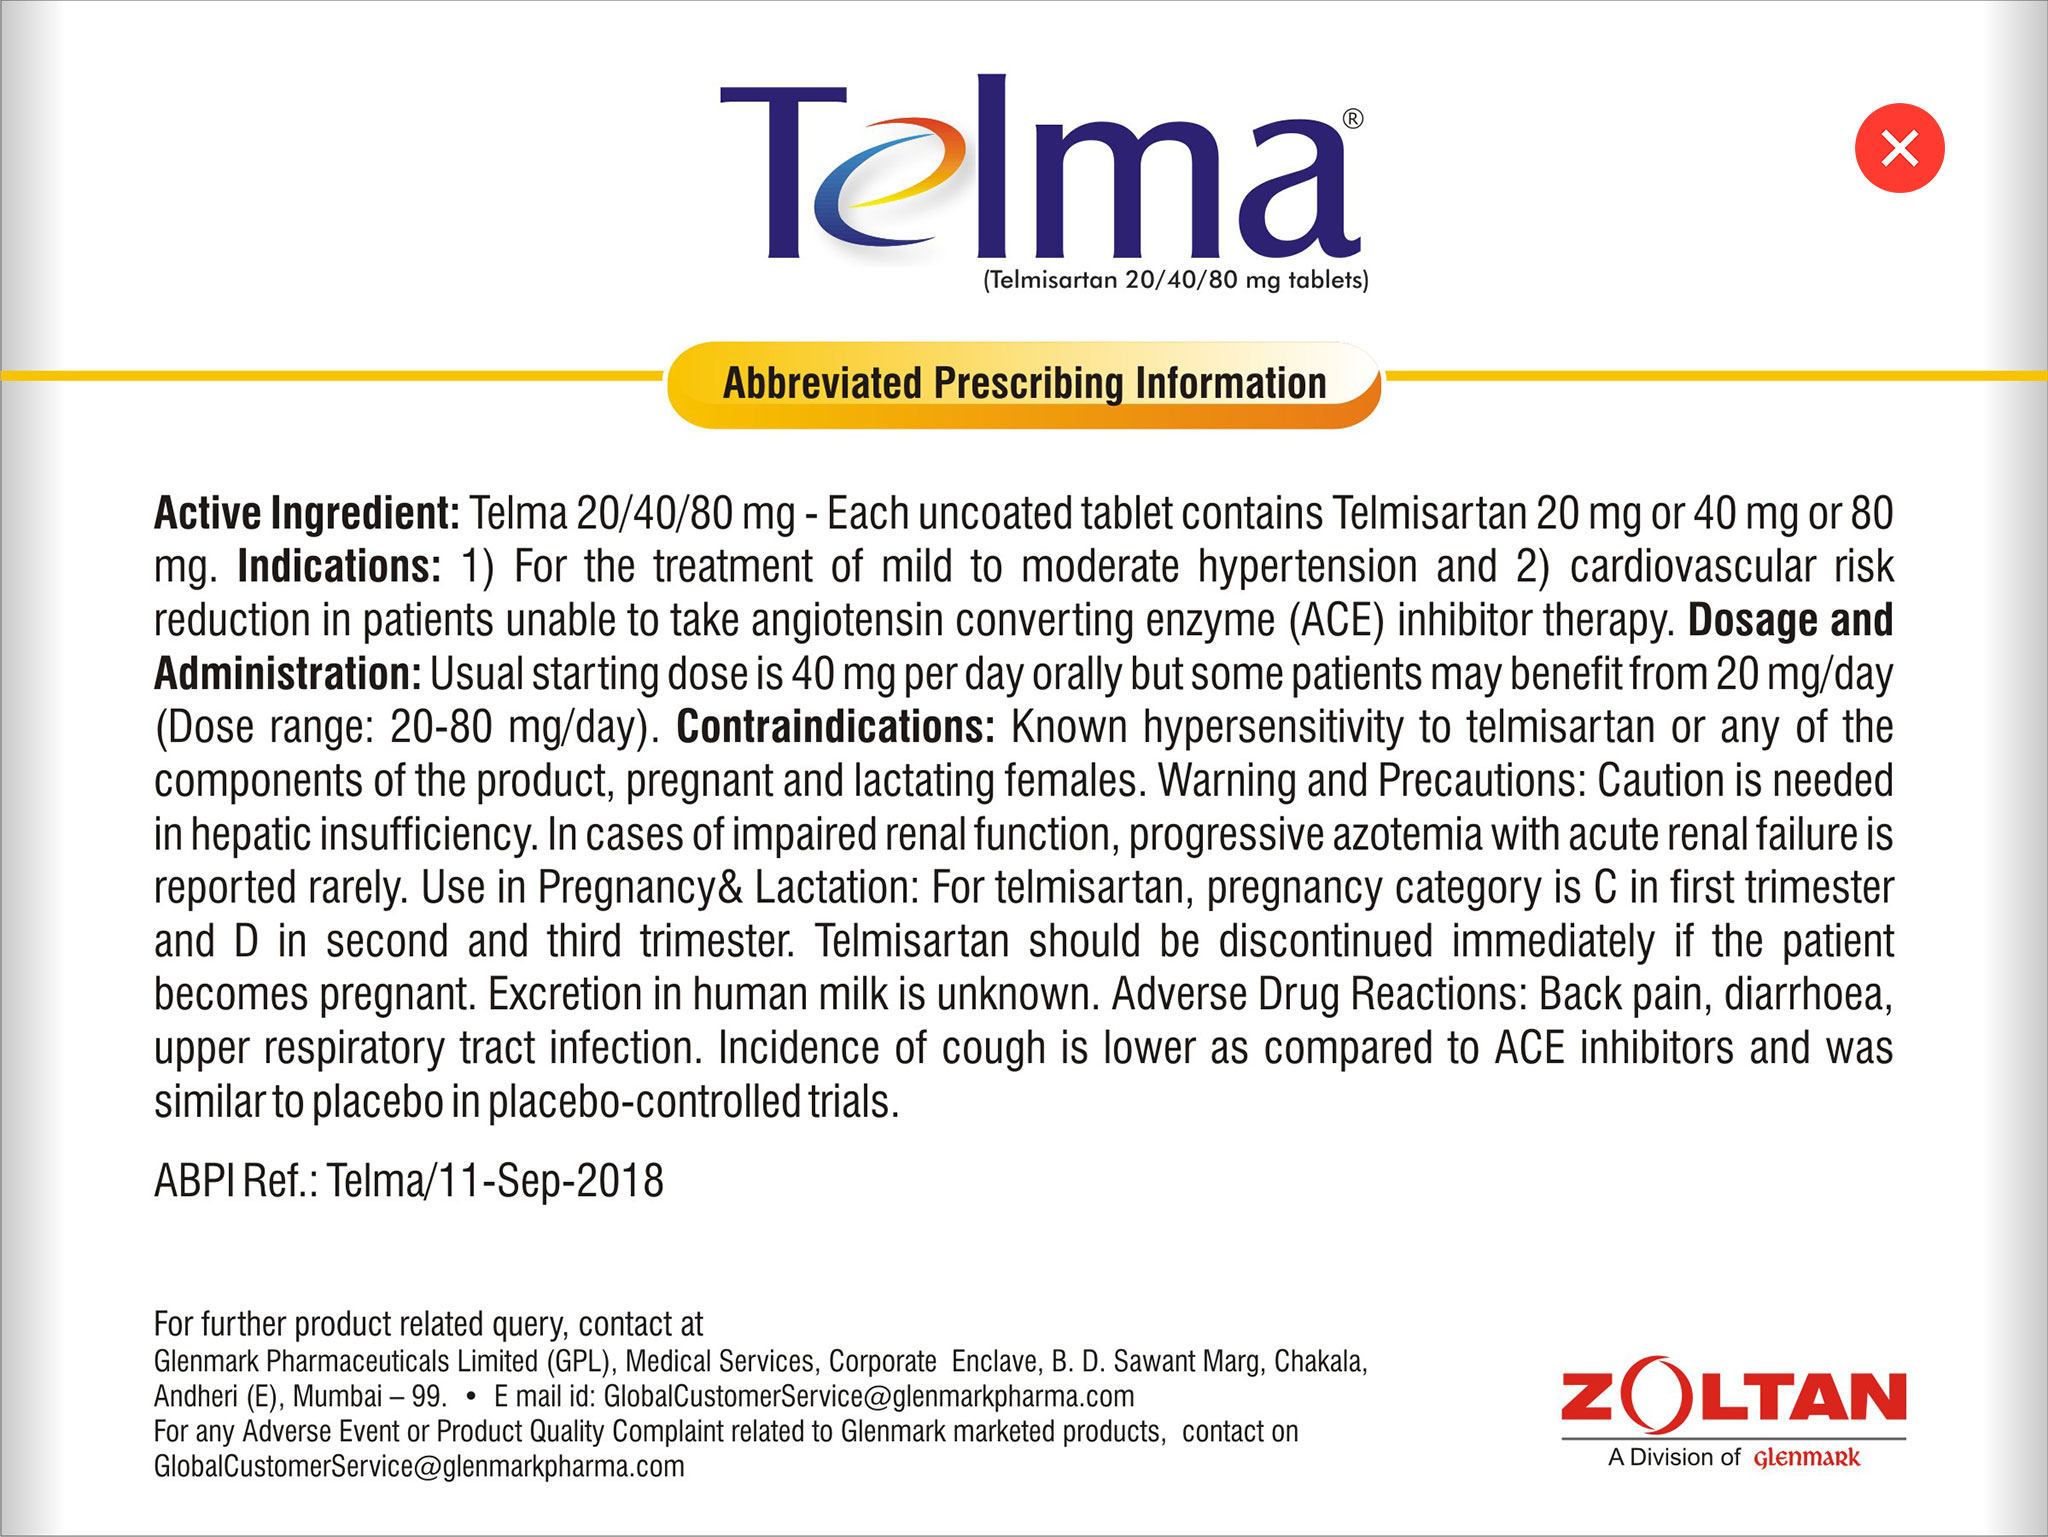 Telma®
(Telmisartan 20/40/80 mg tablets)
Abbreviated Prescribing Information
Active Ingredient: Telma 20/40/80 mg - Each uncoated tablet contains Telmisartan 20 mg or 40 mg or 80
mg. Indications: 1) For the treatment of mild to moderate hypertension and 2) cardiovascular risk
reduction in patients unable to take angiotensin converting enzyme (ACE) inhibitor therapy. Dosage and
Administration: Usual starting dose is 40 mg per day orally but some patients may benefit from 20 mg/day
(Dose range: 20-80 mg/day). Contraindications: Known hypersensitivity to telmisartan or any of the
components of the product, pregnant and lactating females. Warning and Precautions: Caution is needed
in hepatic insufficiency. In cases of impaired renal function, progressive azotemia with acute renal failure is
reported rarely. Use in Pregnancy& Lactation: For telmisartan, pregnancy category is C in first trimester
and D in second and third trimester. Telmisartan should be discontinued immediately if the patient
becomes pregnant. Excretion in human milk is unknown. Adverse Drug Reactions: Back pain, diarrhoea,
upper respiratory tract infection. Incidence of cough is lower as compared to ACE inhibitors and was
similar to placebo in placebo-controlled trials.
ABPI Ref.: Telma/11-Sep-2018
For further product related query, contact at
Glenmark Pharmaceuticals Limited (GPL), Medical Services, Corporate Enclave, B. D. Sawant Marg, Chakala,
Andheri (E), Mumbai – 99. • E mail id: GlobalCustomerService@glenmarkpharma.com
For any Adverse Event or Product Quality Complaint related to Glenmark marketed products, contact on
GlobalCustomerService@glenmarkpharma.com
ZOLTAN
A Division of glenmark